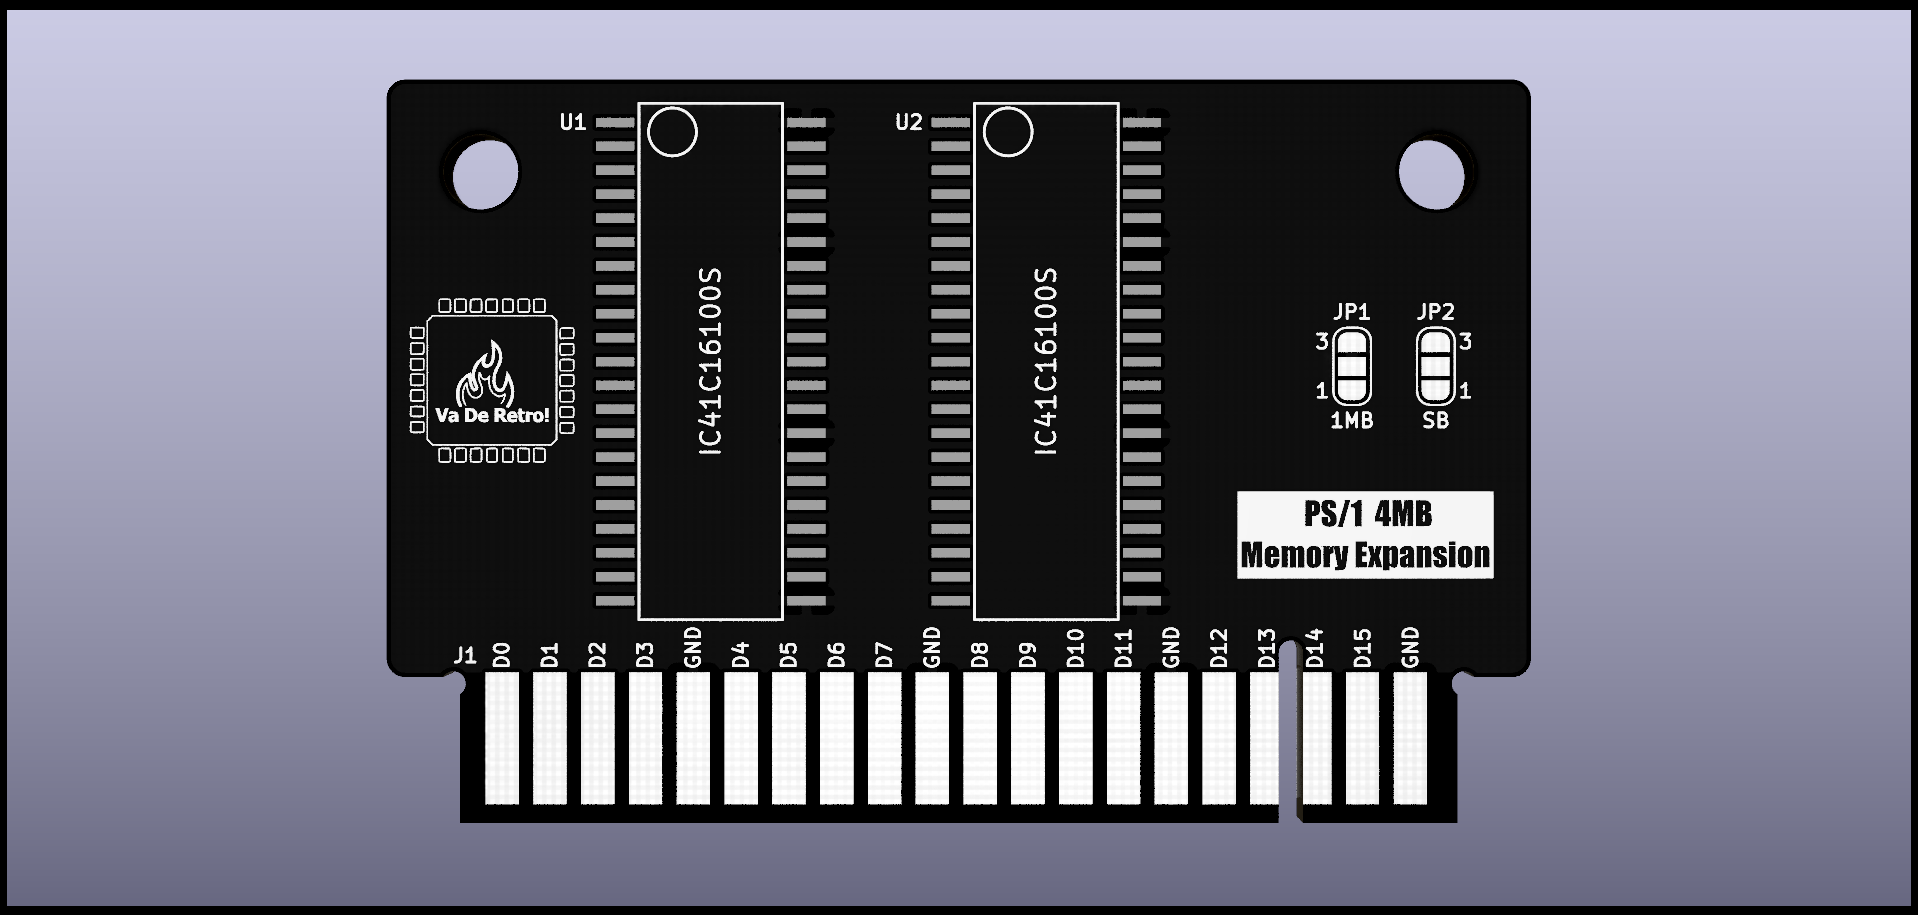 U1
U2
IC41C16100S
IC41C16100S
JP1
JP2
3
3
1
1
1MB
SB
Va De Retro!
PS/1 4MB
Memory Expansion
J1
D0
D1
D2
D3
GND
D4
D5
D6
D7
GND
D8
D9
D10
D11
GND
D12
D13
D14
D15
GND